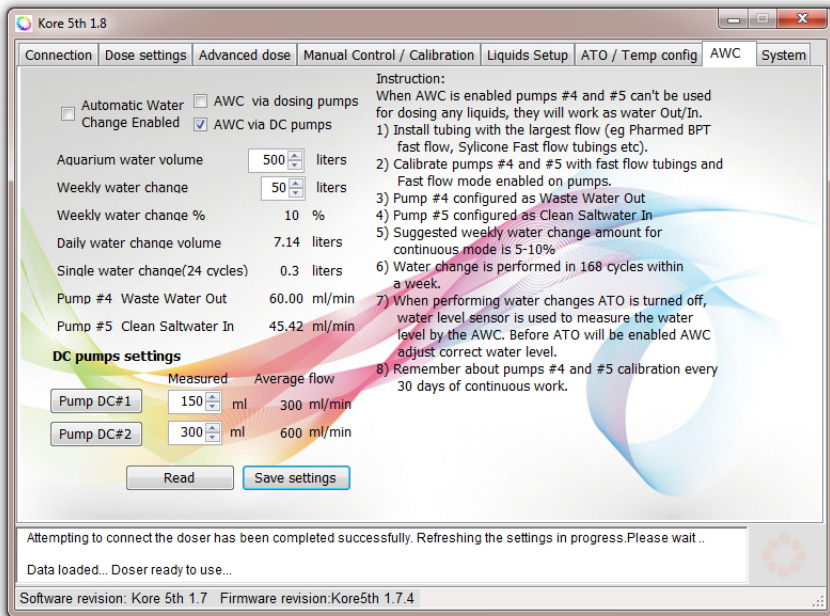 Kore 5th 1.8
Connection Dose settings Advanced dose Manual Control / Calibration Liquids Setup ATO / Temp config AWC System
Automatic Water
Change Enabled
AWC via dosing pumps
AWC via DC pumps
Aquarium water volume 500 liters
Weekly water change 50 liters
Weekly water change % 10 %
Daily water change volume 7.14 liters
Single water change(24 cycles) 0.3 liters
Pump #4 Waste Water Out 60.00 ml/min
Pump #5 Clean Saltwater In 45.42 ml/min
DC pumps settings
Measured Average flow
Pump DC#1 150 ml 300 ml/min
Pump DC#2 300 ml 600 ml/min
Read Save settings
Instruction:
When AWC is enabled pumps #4 and #5 can't be used
for dosing any liquids, they will work as water Out/In.
1) Install tubing with the largest flow (eg Pharmed BPT
fast flow, Sylicone Fast flow tubings etc).
2) Calibrate pumps #4 and #5 with fast flow tubings and
Fast flow mode enabled on pumps.
3) Pump #4 configured as Waste Water Out
4) Pump #5 configured as Clean Saltwater In
5) Suggested weekly water change amount for
continuous mode is 5-10%
6) Water change is performed in 168 cycles within
a week.
7) When performing water changes ATO is turned off,
water level sensor is used to measure the water
level by the AWC. Before ATO will be enabled AWC
adjust correct water level.
8) Remember about pumps #4 and #5 calibration every
30 days of continuous work.
Attempting to connect the doser has been completed successfully. Refreshing the settings in progress.Please wait ..
Data loaded... Doser ready to use...
Software revision: Kore 5th 1.7 Firmware revision:Kore5th 1.7.4